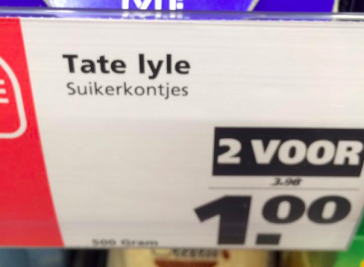 Tate lyle
Suikerkontjes
2 VOOR
3.98
1.00
500 Gram